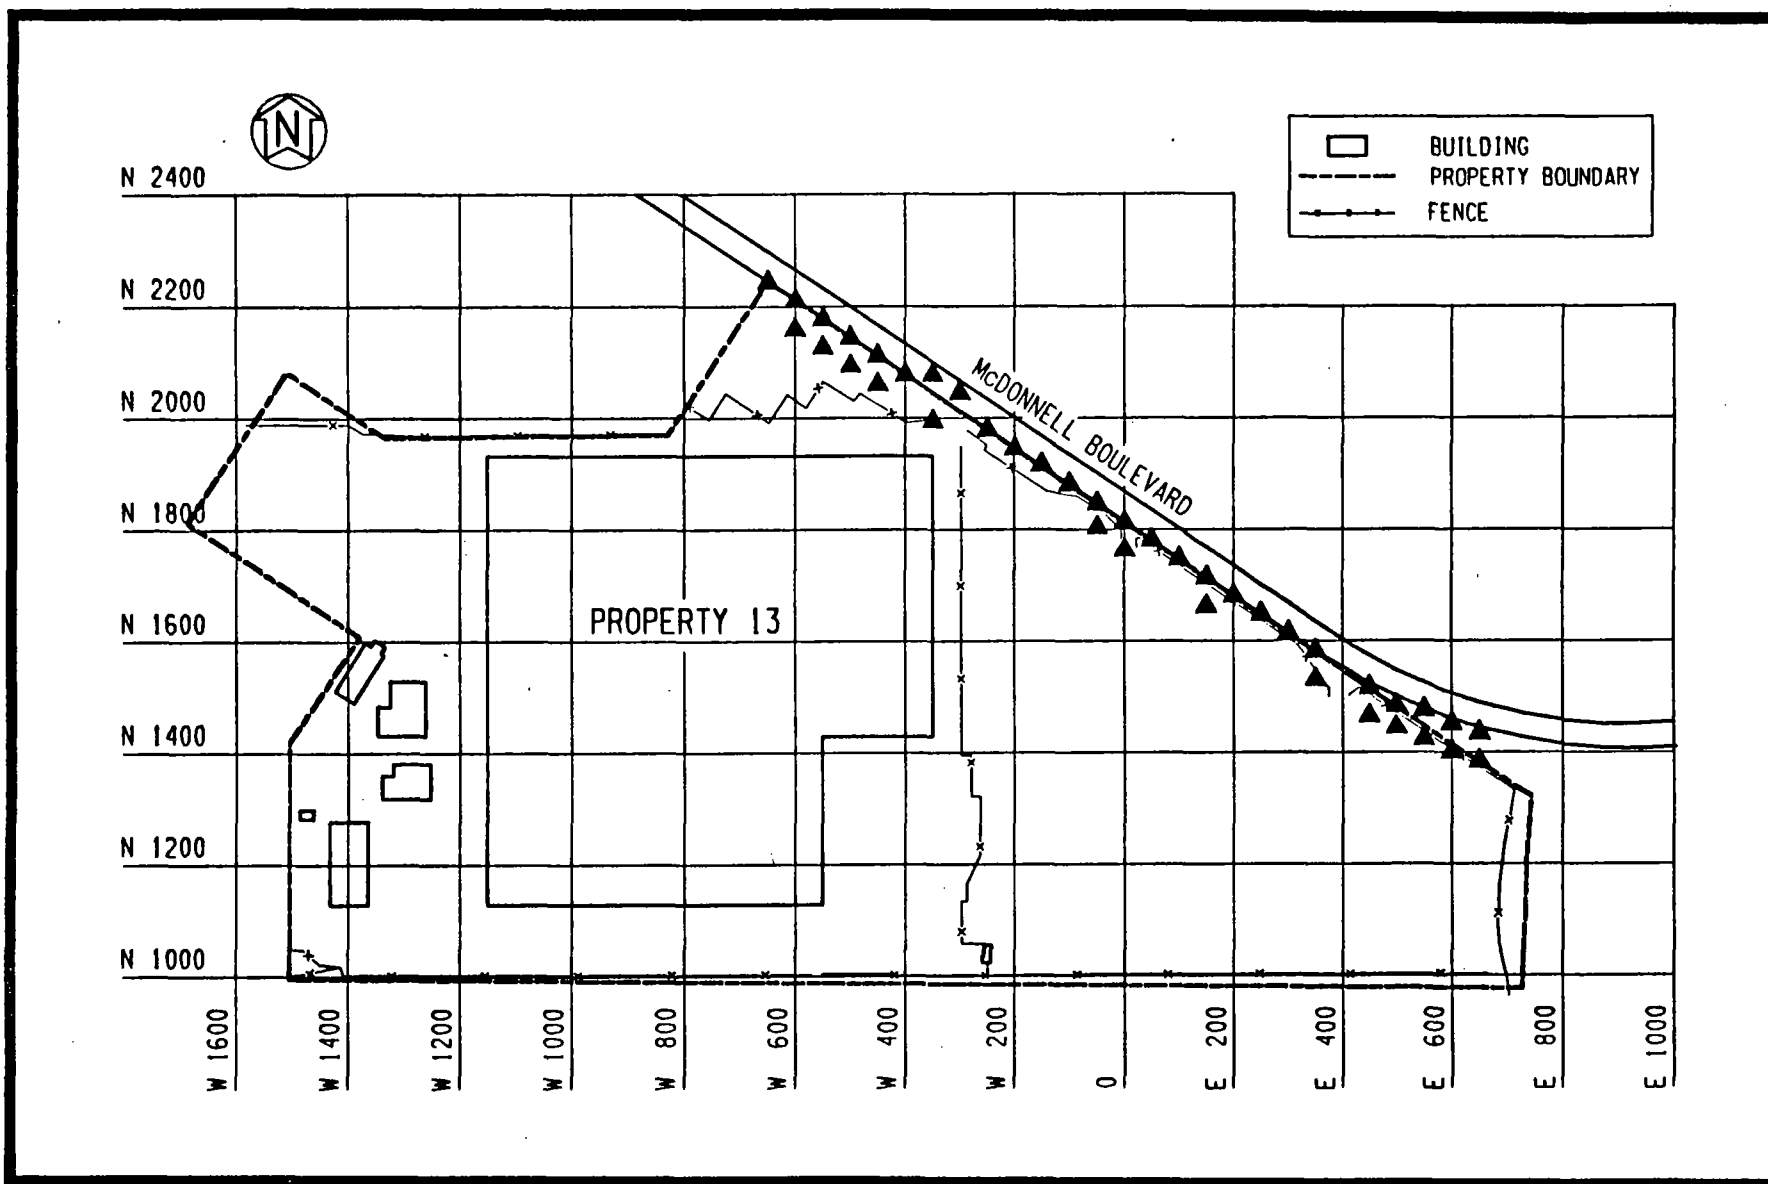 N
BUILDING
PROPERTY BOUNDARY
FENCE
N 2400
N 2200
N 2000
N 1800
N 1600
N 1400
N 1200
N 1000
McDONNELL BOULEVARD
PROPERTY 13
W 1600
W 1400
W 1200
W 1000
W 800
W 600
W 400
W 200
0
E 200
E 400
E 600
E 800
E 1000